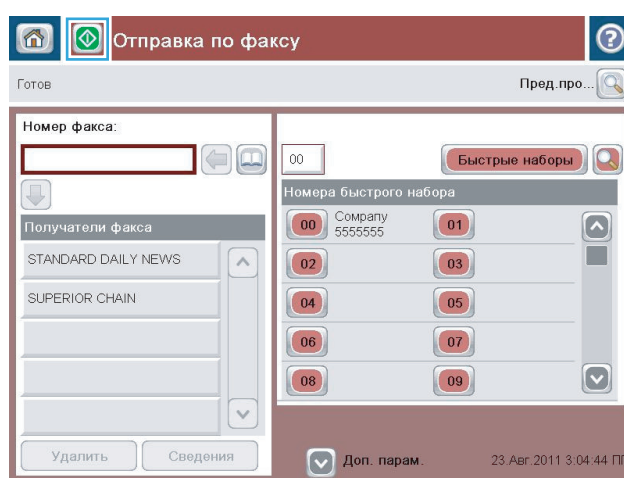 Отправка по факсу
Готов
Пред.про...
Номер факса:
00
Быстрые наборы
Номера быстрого набора
Получатели факса
00 Company 01
5555555
STANDARD DAILY NEWS
02 03
SUPERIOR CHAIN
04 05
06 07
08 09
Удалить Сведения
Доп. парам.
23.Авг.2011 3:04:44 ПП